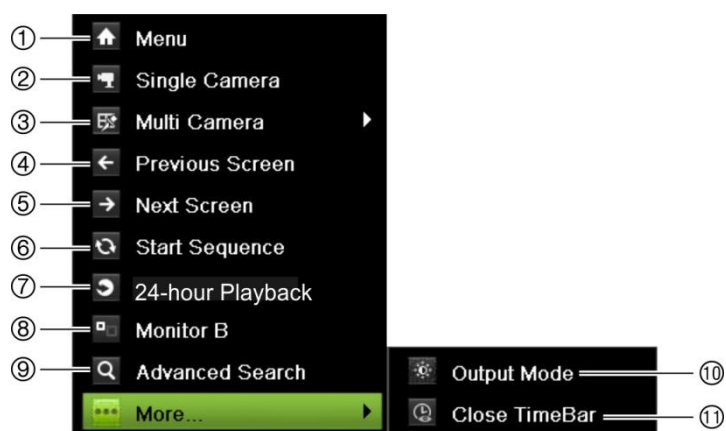 ① Menu
② Single Camera
③ Multi Camera
④ Previous Screen
⑤ Next Screen
⑥ Start Sequence
⑦ 24-hour Playback
⑧ Monitor B
⑨ Advanced Search
More...
Output Mode ⑩
Close TimeBar ⑪